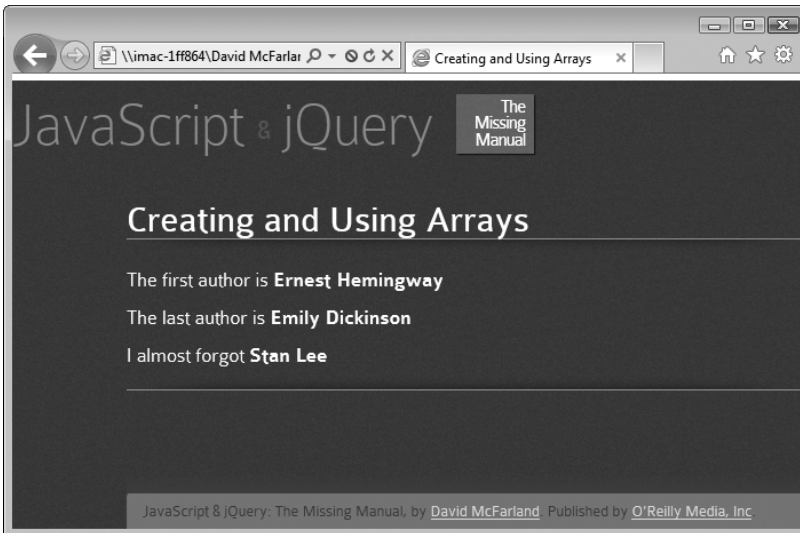 \\imac-1ff864\David McFarlar
Creating and Using Arrays
JavaScript & jQuery
The
Missing
Manual
Creating and Using Arrays
The first author is Ernest Hemingway
The last author is Emily Dickinson
I almost forgot Stan Lee
JavaScript & jQuery: The Missing Manual, by David McFarland. Published by O'Reilly Media, Inc